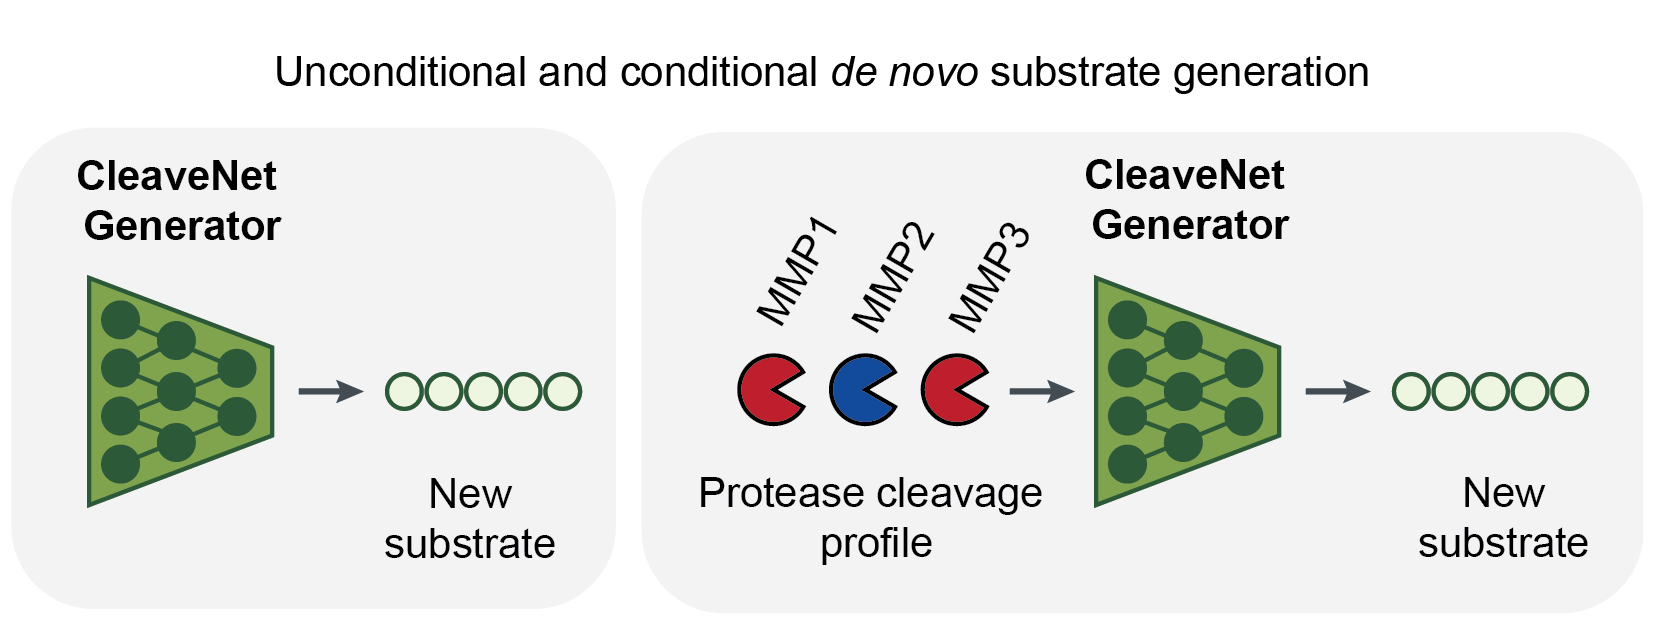 Unconditional and conditional de novo substrate generation
CleaveNet
Generator
New
substrate
MMP1
MMP2
MMP3
Protease cleavage
profile
CleaveNet
Generator
New
substrate